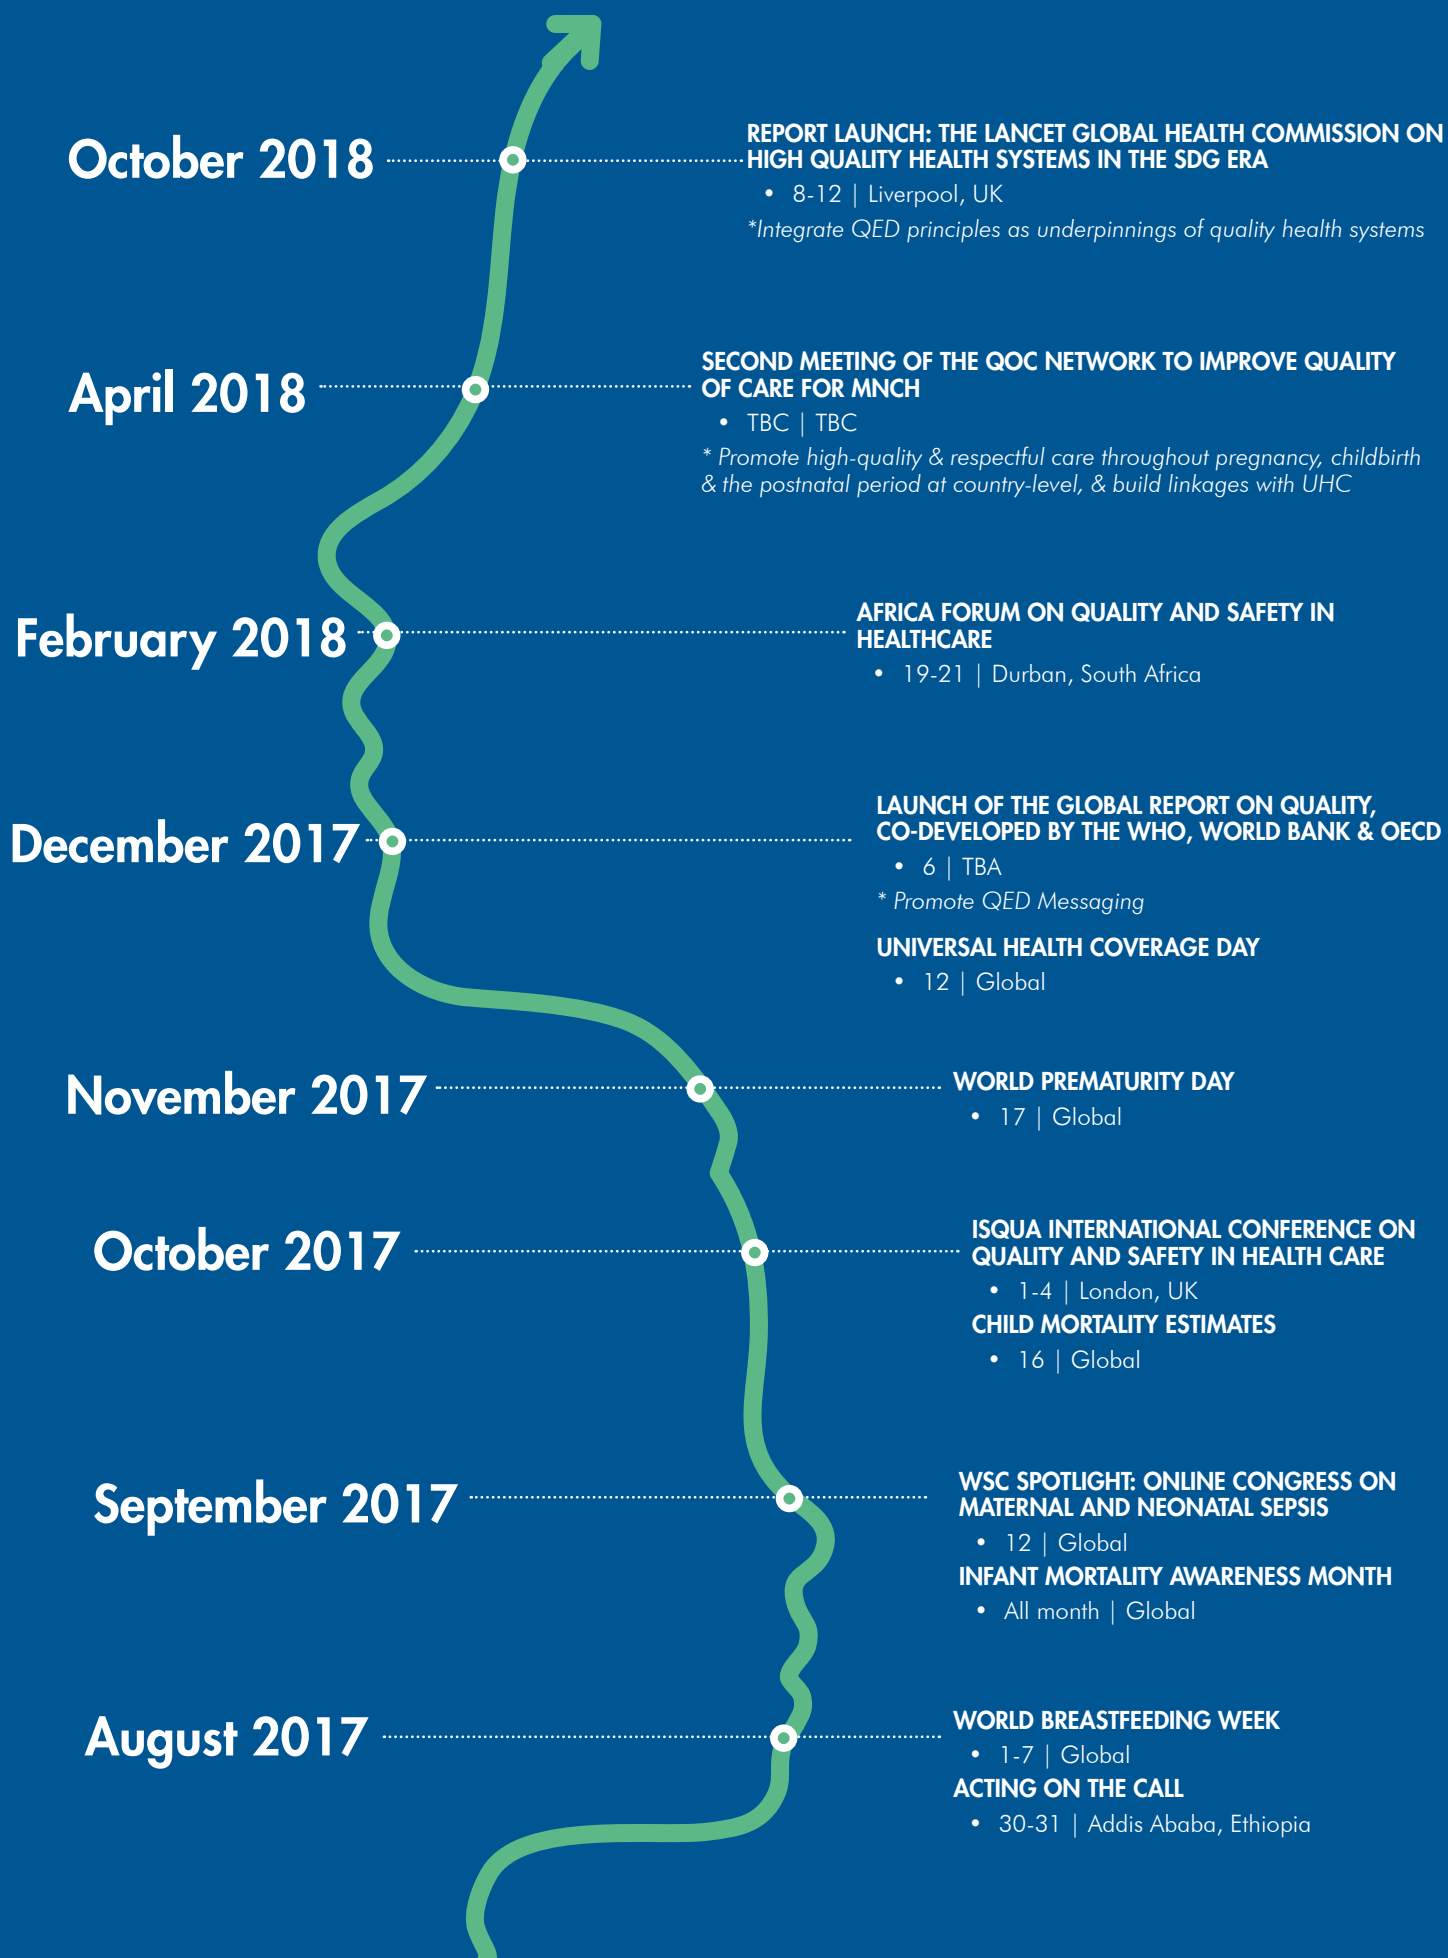 October 2018
REPORT LAUNCH: THE LANCET GLOBAL HEALTH COMMISSION ON
HIGH QUALITY HEALTH SYSTEMS IN THE SDG ERA
• 8-12 | Liverpool, UK
*Integrate QED principles as underpinnings of quality health systems
April 2018
SECOND MEETING OF THE QOC NETWORK TO IMPROVE QUALITY
OF CARE FOR MNCH
• TBC | TBC
* Promote high-quality & respectful care throughout pregnancy, childbirth
& the postnatal period at country-level, & build linkages with UHC
February 2018
AFRICA FORUM ON QUALITY AND SAFETY IN
HEALTHCARE
• 19-21 | Durban, South Africa
December 2017
LAUNCH OF THE GLOBAL REPORT ON QUALITY,
CO-DEVELOPED BY THE WHO, WORLD BANK & OECD
• 6 | TBA
* Promote QED Messaging
UNIVERSAL HEALTH COVERAGE DAY
• 12 | Global
November 2017
WORLD PREMATURITY DAY
• 17 | Global
October 2017
ISQUA INTERNATIONAL CONFERENCE ON
QUALITY AND SAFETY IN HEALTH CARE
• 1-4 | London, UK
CHILD MORTALITY ESTIMATES
• 16 | Global
September 2017
WSC SPOTLIGHT: ONLINE CONGRESS ON
MATERNAL AND NEONATAL SEPSIS
• 12 | Global
INFANT MORTALITY AWARENESS MONTH
• All month | Global
August 2017
WORLD BREASTFEEDING WEEK
• 1-7 | Global
ACTING ON THE CALL
• 30-31 | Addis Ababa, Ethiopia